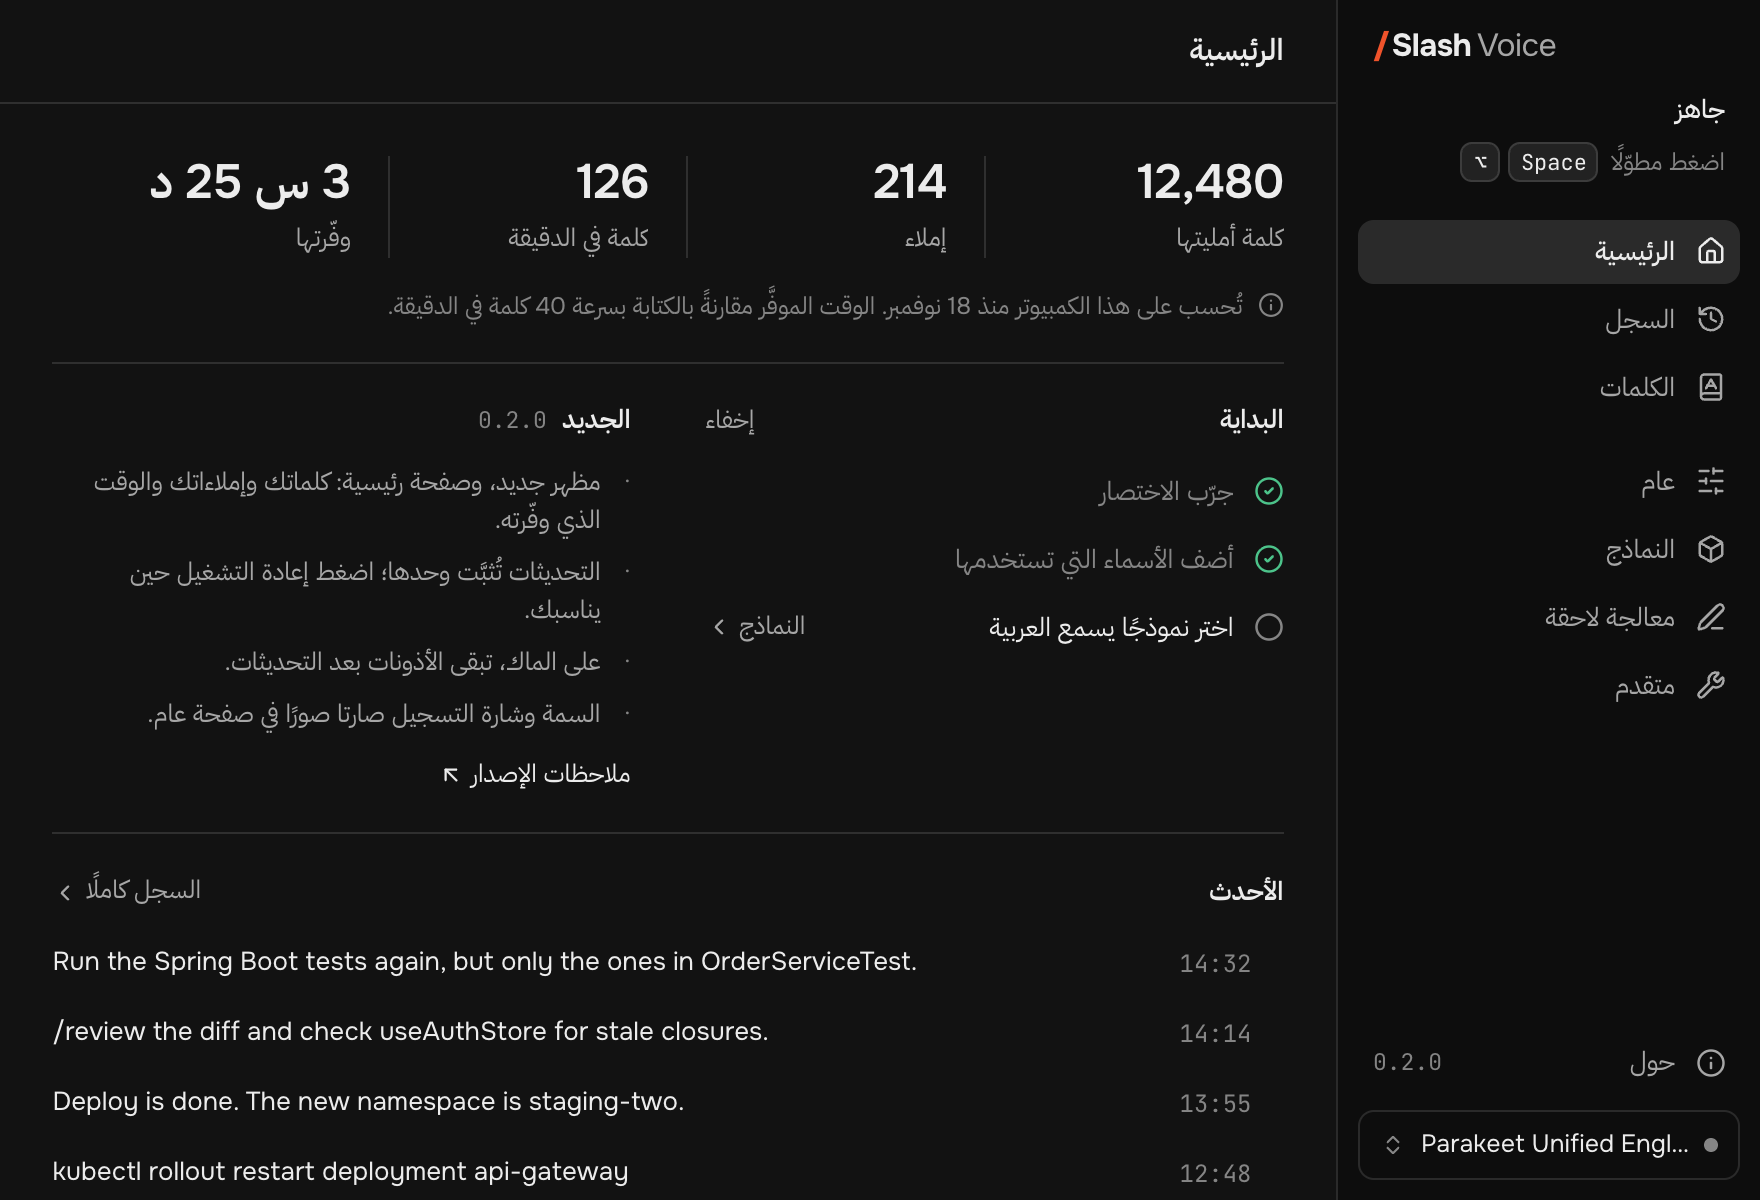 /Slash Voice
جاهز
اضغط مطوّلًا Space ⌥
الرئيسية
السجل
الكلمات
عام
النماذج
معالجة لاحقة
متقدم
حول 0.2.0
Parakeet Unified Engl...
الرئيسية
12,480
كلمة أمليتها
214
إملاء
126
كلمة في الدقيقة
3 س 25 د
وفّرتها
تُحسب على هذا الكمبيوتر منذ 18 نوفمبر. الوقت الموفَّر مقارنةً بالكتابة بسرعة 40 كلمة في الدقيقة.
البداية إخفاء
جرّب الاختصار
أضف الأسماء التي تستخدمها
اختر نموذجًا يسمع العربية النماذج
الجديد 0.2.0
· مظهر جديد، وصفحة رئيسية: كلماتك وإملاءاتك والوقت
الذي وفّرته.
· التحديثات تُثبَّت وحدها؛ اضغط إعادة التشغيل حين
يناسبك.
· على الماك، تبقى الأذونات بعد التحديثات.
· السمة وشارة التسجيل صارتا صورًا في صفحة عام.
ملاحظات الإصدار
الأحدث السجل كاملًا
14:32 Run the Spring Boot tests again, but only the ones in OrderServiceTest.
14:14 /review the diff and check useAuthStore for stale closures.
13:55 Deploy is done. The new namespace is staging-two.
12:48 kubectl rollout restart deployment api-gateway